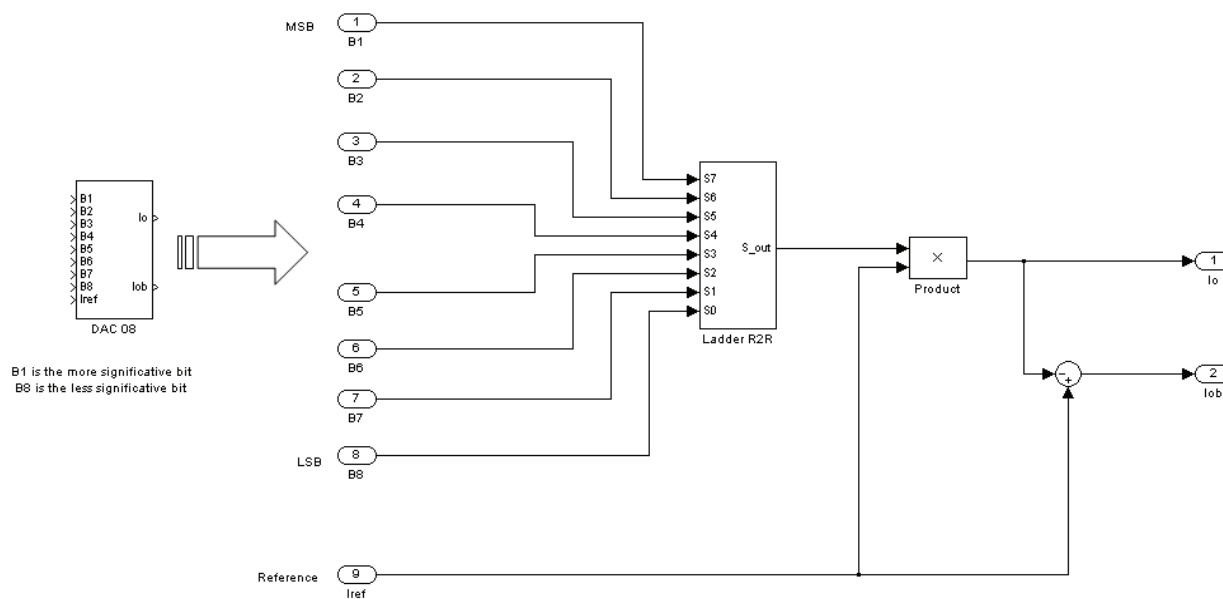 MSB
1
B1
2
B2
3
B3
4
B4
5
B5
6
B6
7
B7
LSB
8
B8
Reference
9
Iref
B1
B2
B3
B4
B5
B6
B7
B8
Iref
Io
Iob
DAC 08
B1 is the more significative bit
B8 is the less significative bit
S7
S6
S5
S4
S3
S2
S1
S0
S_out
Ladder R2R
×
Product
-
+
1
Io
2
Iob